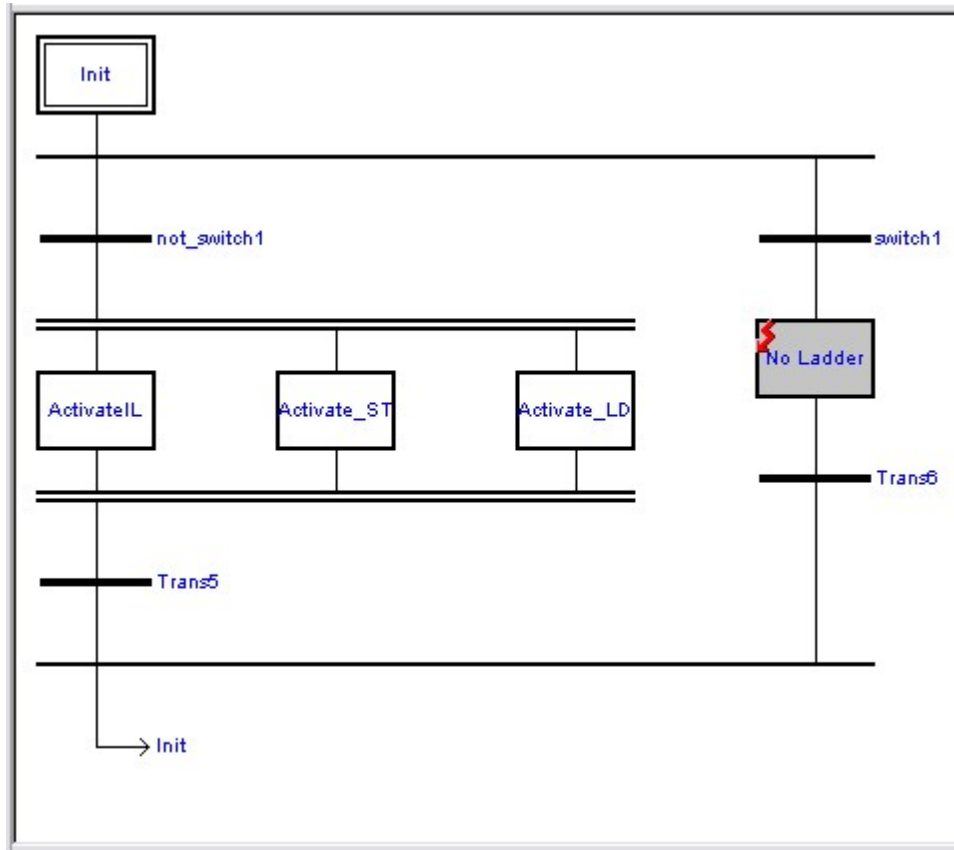 Init
not_switch1
switch1
No Ladder
ActivateIL
Activate_ST
Activate_LD
Trans6
Trans5
Init